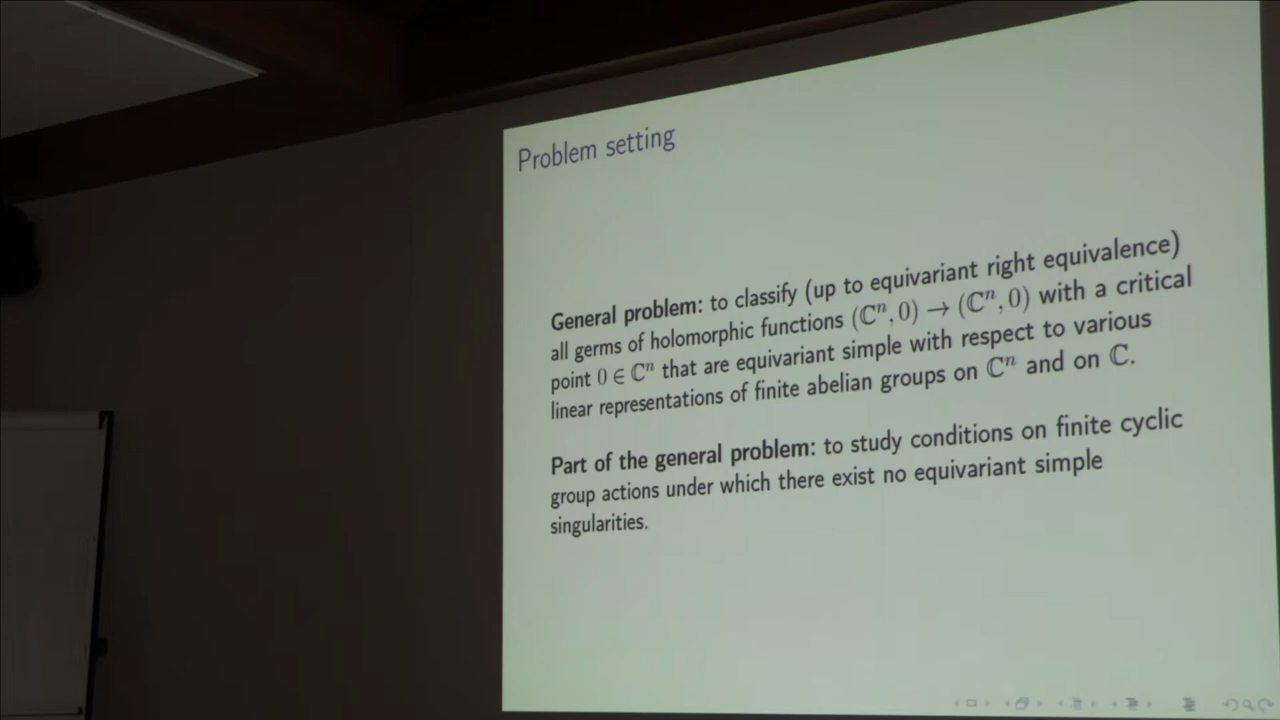 Problem setting
General problem: to classify (up to equivariant right equivalence)
all germs of holomorphic functions (ℂⁿ, 0) → (ℂⁿ, 0) with a critical
point 0 ∈ ℂⁿ that are equivariant simple with respect to various
linear representations of finite abelian groups on ℂⁿ and on ℂ.
Part of the general problem: to study conditions on finite cyclic
group actions under which there exist no equivariant simple
singularities.